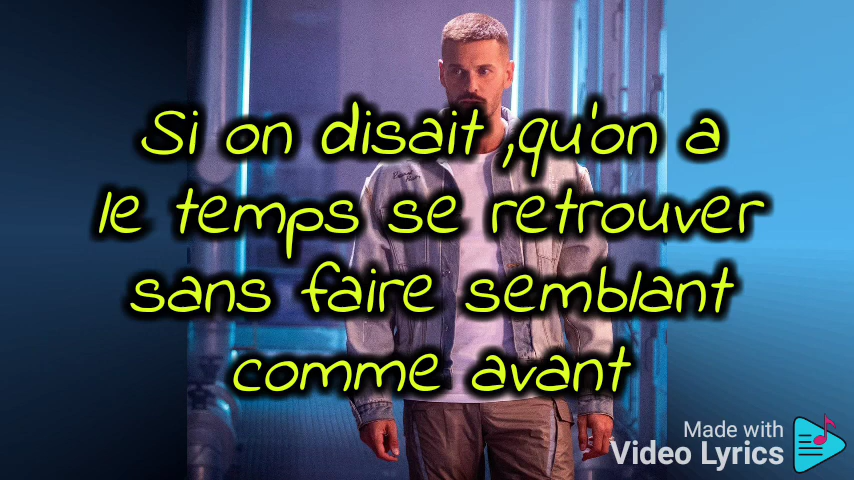 Si on disait ,qu'on a
le temps se retrouver
sans faire semblant
comme avant
Made with
Video Lyrics